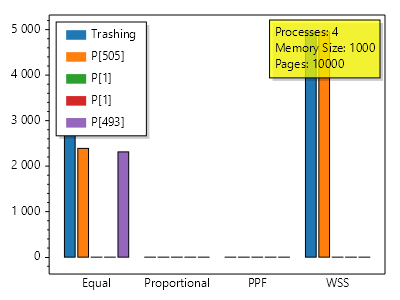 5 000
4 000
3 000
2 000
1 000
0
Trashing
P[505]
P[1]
P[1]
P[493]
Processes: 4
Memory Size: 1000
Pages: 10000
Equal Proportional PPF WSS